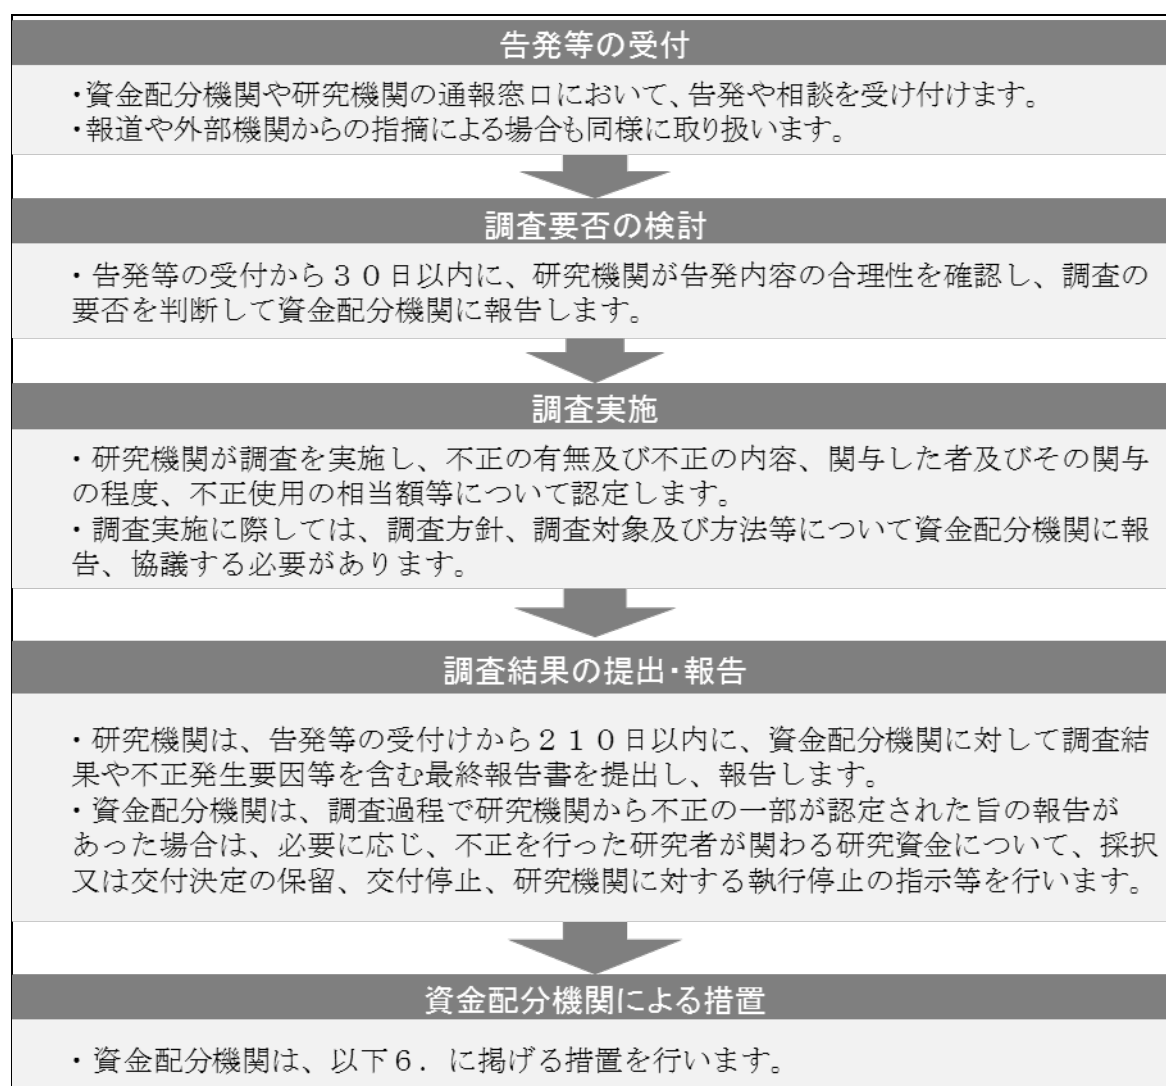 告発等の受付
・資金配分機関や研究機関の通報窓口において、告発や相談を受け付けます。
・報道や外部機関からの指摘による場合も同様に取り扱います。
調査要否の検討
・告発等の受付から３０日以内に、研究機関が告発内容の合理性を確認し、調査の
要否を判断して資金配分機関に報告します。
調査実施
・研究機関が調査を実施し、不正の有無及び不正の内容、関与した者及びその関与
の程度、不正使用の相当額等について認定します。
・調査実施に際しては、調査方針、調査対象及び方法等について資金配分機関に報
告、協議する必要があります。
調査結果の提出・報告
・研究機関は、告発等の受付けから２１０日以内に、資金配分機関に対して調査結
果や不正発生要因等を含む最終報告書を提出し、報告します。
・資金配分機関は、調査過程で研究機関から不正の一部が認定された旨の報告が
あった場合は、必要に応じ、不正を行った研究者が関わる研究資金について、採択
又は交付決定の保留、交付停止、研究機関に対する執行停止の指示等を行います。
資金配分機関による措置
・資金配分機関は、以下６．に掲げる措置を行います。